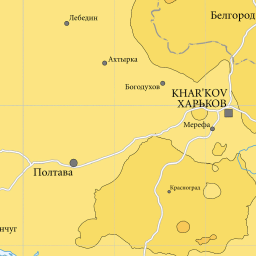 Белгород
Лебедин
Ахтырка
Богодухов
KHAR'KOV
ХАРЬКОВ
Мерефа
Полтава
Красноград
нчуг